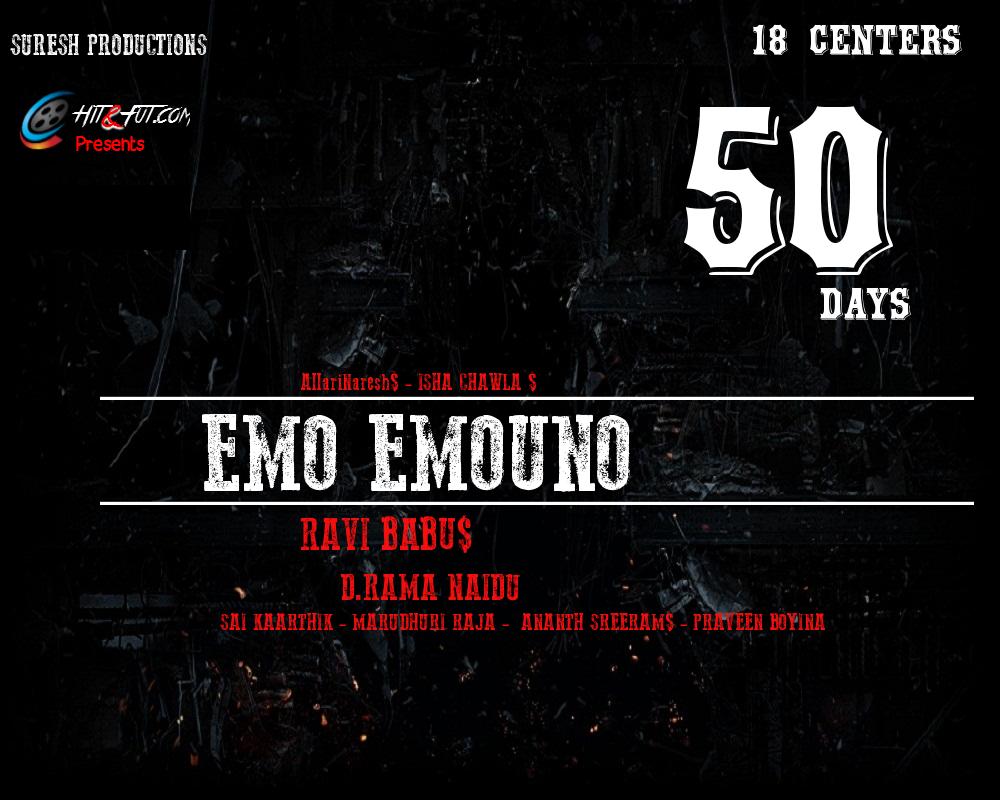 SURESH PRODUCTIONS
18 CENTERS
HIT&FUT.COM
Presents
50
DAYS
AllariNaresh$ - ISHA CHAWLA $
EMO EMOUNO
RAVI BABU$
D.RAMA NAIDU
SAI KAARTHIK - MARUDHURI RAJA - ANANTH SREERAM$ - PRAVEEN BOYINA